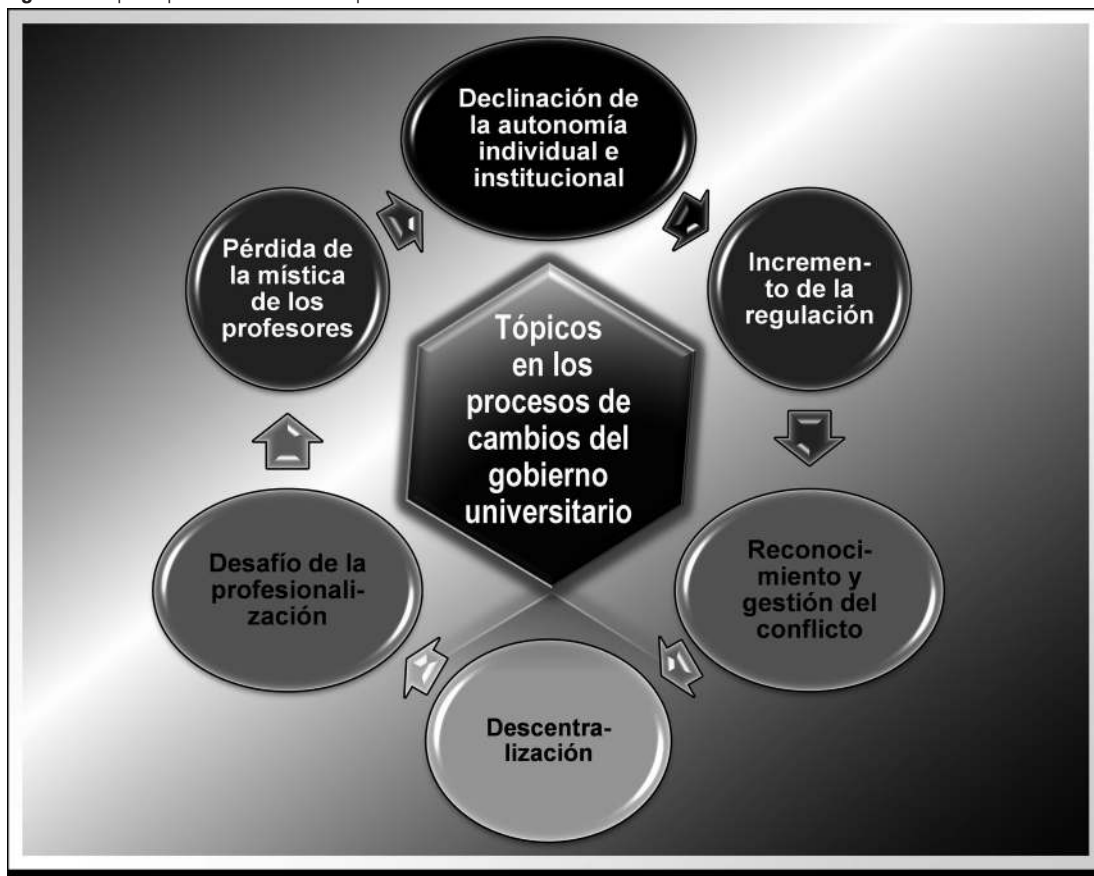 Declinación de
la autonomía
individual e
institucional
Incremen-
to de la
regulación
Reconoci-
miento y
gestión del
conflicto
Descentra-
lización
Desafío de la
profesionali-
zación
Pérdida de
la mística
de los
profesores
Tópicos
en los
procesos de
cambios del
gobierno
universitario